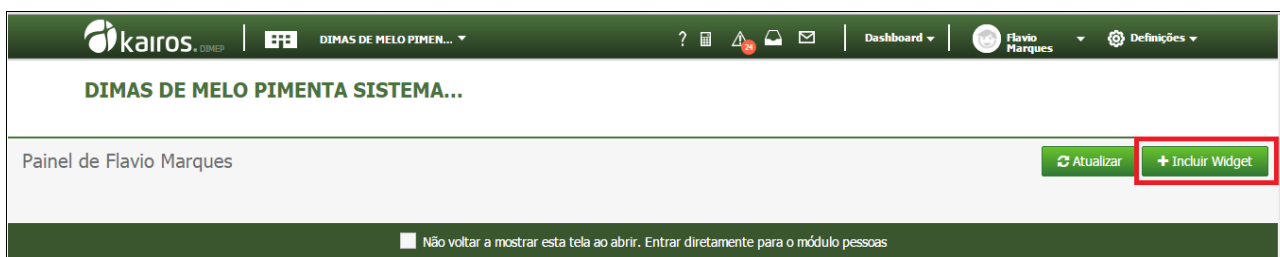 kairos. DIMEP DIMAS DE MELO PIMEN... ? 24 Dashboard Flavio Marques Definições
DIMAS DE MELO PIMENTA SISTEMA...
Painel de Flavio Marques Atualizar + Incluir Widget
Não voltar a mostrar esta tela ao abrir. Entrar diretamente para o módulo pessoas